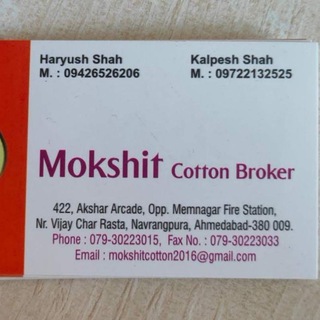 Haryush Shah Kalpesh Shah
M. : 09426526206 M. : 09722132525
Mokshit Cotton Broker
422, Akshar Arcade, Opp. Memnagar Fire Station,
Nr. Vijay Char Rasta, Navrangpura, Ahmedabad-380 009.
Phone : 079-30223015, Fax No. : 079-30223033
Email : mokshitcotton2016@gmail.com